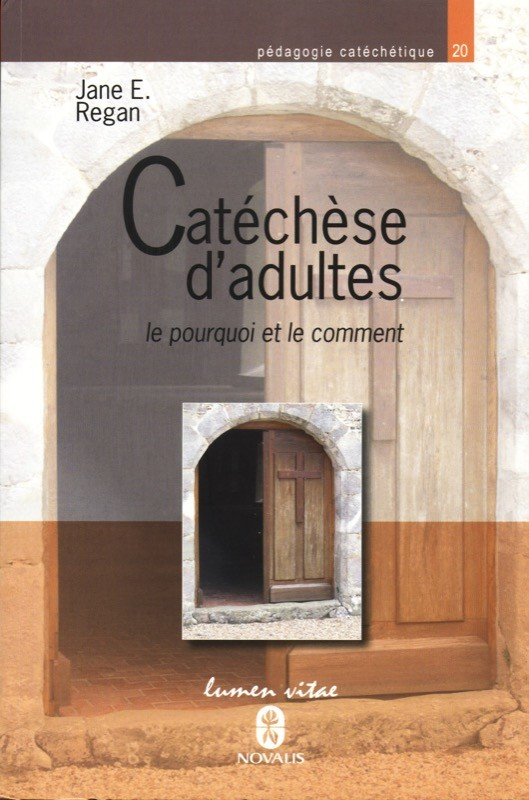 pédagogie catéchétique 20
Jane E.
Regan
Catéchèse
d'adultes
le pourquoi et le comment
lumen vitae
NOVALIS